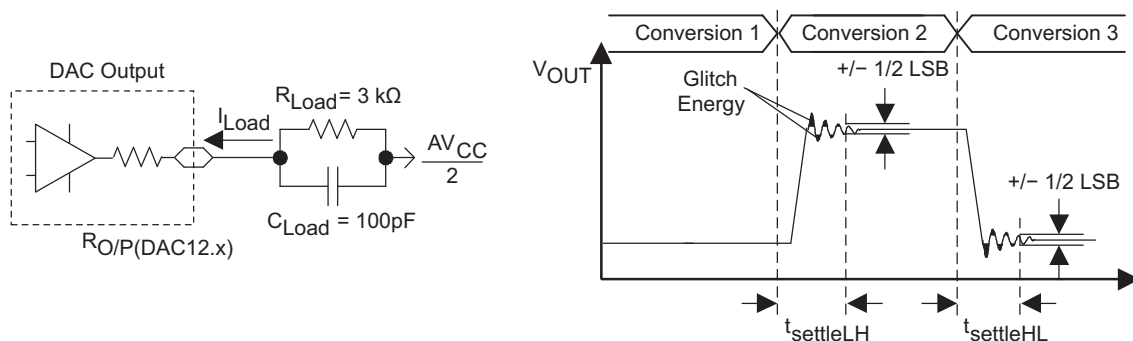 DAC Output
R_Load = 3 kΩ
I_Load
AV_CC
2
C_Load = 100pF
R_O/P(DAC12.x)
Conversion 1
Conversion 2
Conversion 3
V_OUT
Glitch
Energy
+/− 1/2 LSB
+/− 1/2 LSB
t_settleLH
t_settleHL